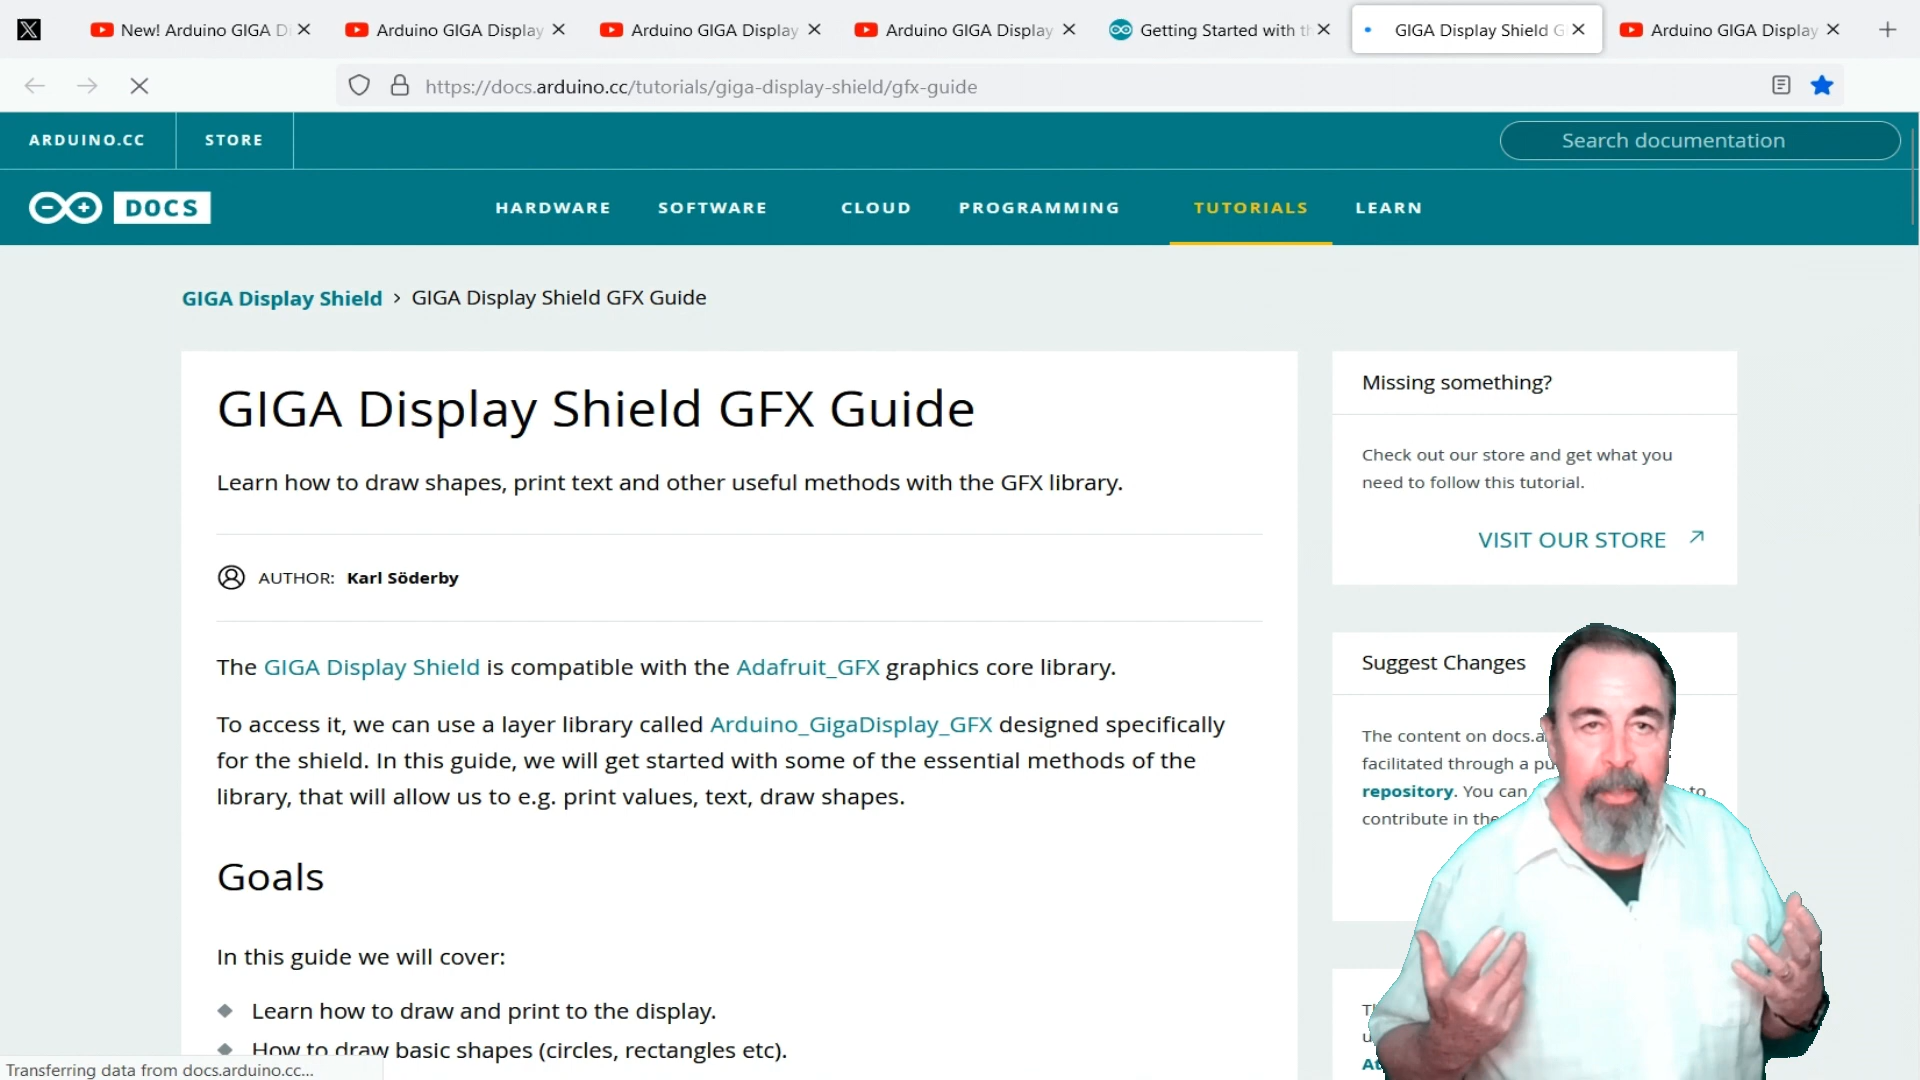 New! Arduino GIGA D
Arduino GIGA Display
Arduino GIGA Display
Arduino GIGA Display
Getting Started with th
GIGA Display Shield G
Arduino GIGA Display
https://docs.arduino.cc/tutorials/giga-display-shield/gfx-guide
ARDUINO.CC
STORE
Search documentation
DOCS
HARDWARE
SOFTWARE
CLOUD
PROGRAMMING
TUTORIALS
LEARN
GIGA Display Shield › GIGA Display Shield GFX Guide
GIGA Display Shield GFX Guide
Learn how to draw shapes, print text and other useful methods with the GFX library.
AUTHOR: Karl Söderby
The GIGA Display Shield is compatible with the Adafruit_GFX graphics core library.
To access it, we can use a layer library called Arduino_GigaDisplay_GFX designed specifically
for the shield. In this guide, we will get started with some of the essential methods of the
library, that will allow us to e.g. print values, text, draw shapes.
Goals
In this guide we will cover:
Learn how to draw and print to the display.
How to draw basic shapes (circles, rectangles etc).
Missing something?
Check out our store and get what you
need to follow this tutorial.
VISIT OUR STORE
Suggest Changes
The content on docs.a
facilitated through a pu
repository. You can to
contribute in the
Transferring data from docs.arduino.cc...